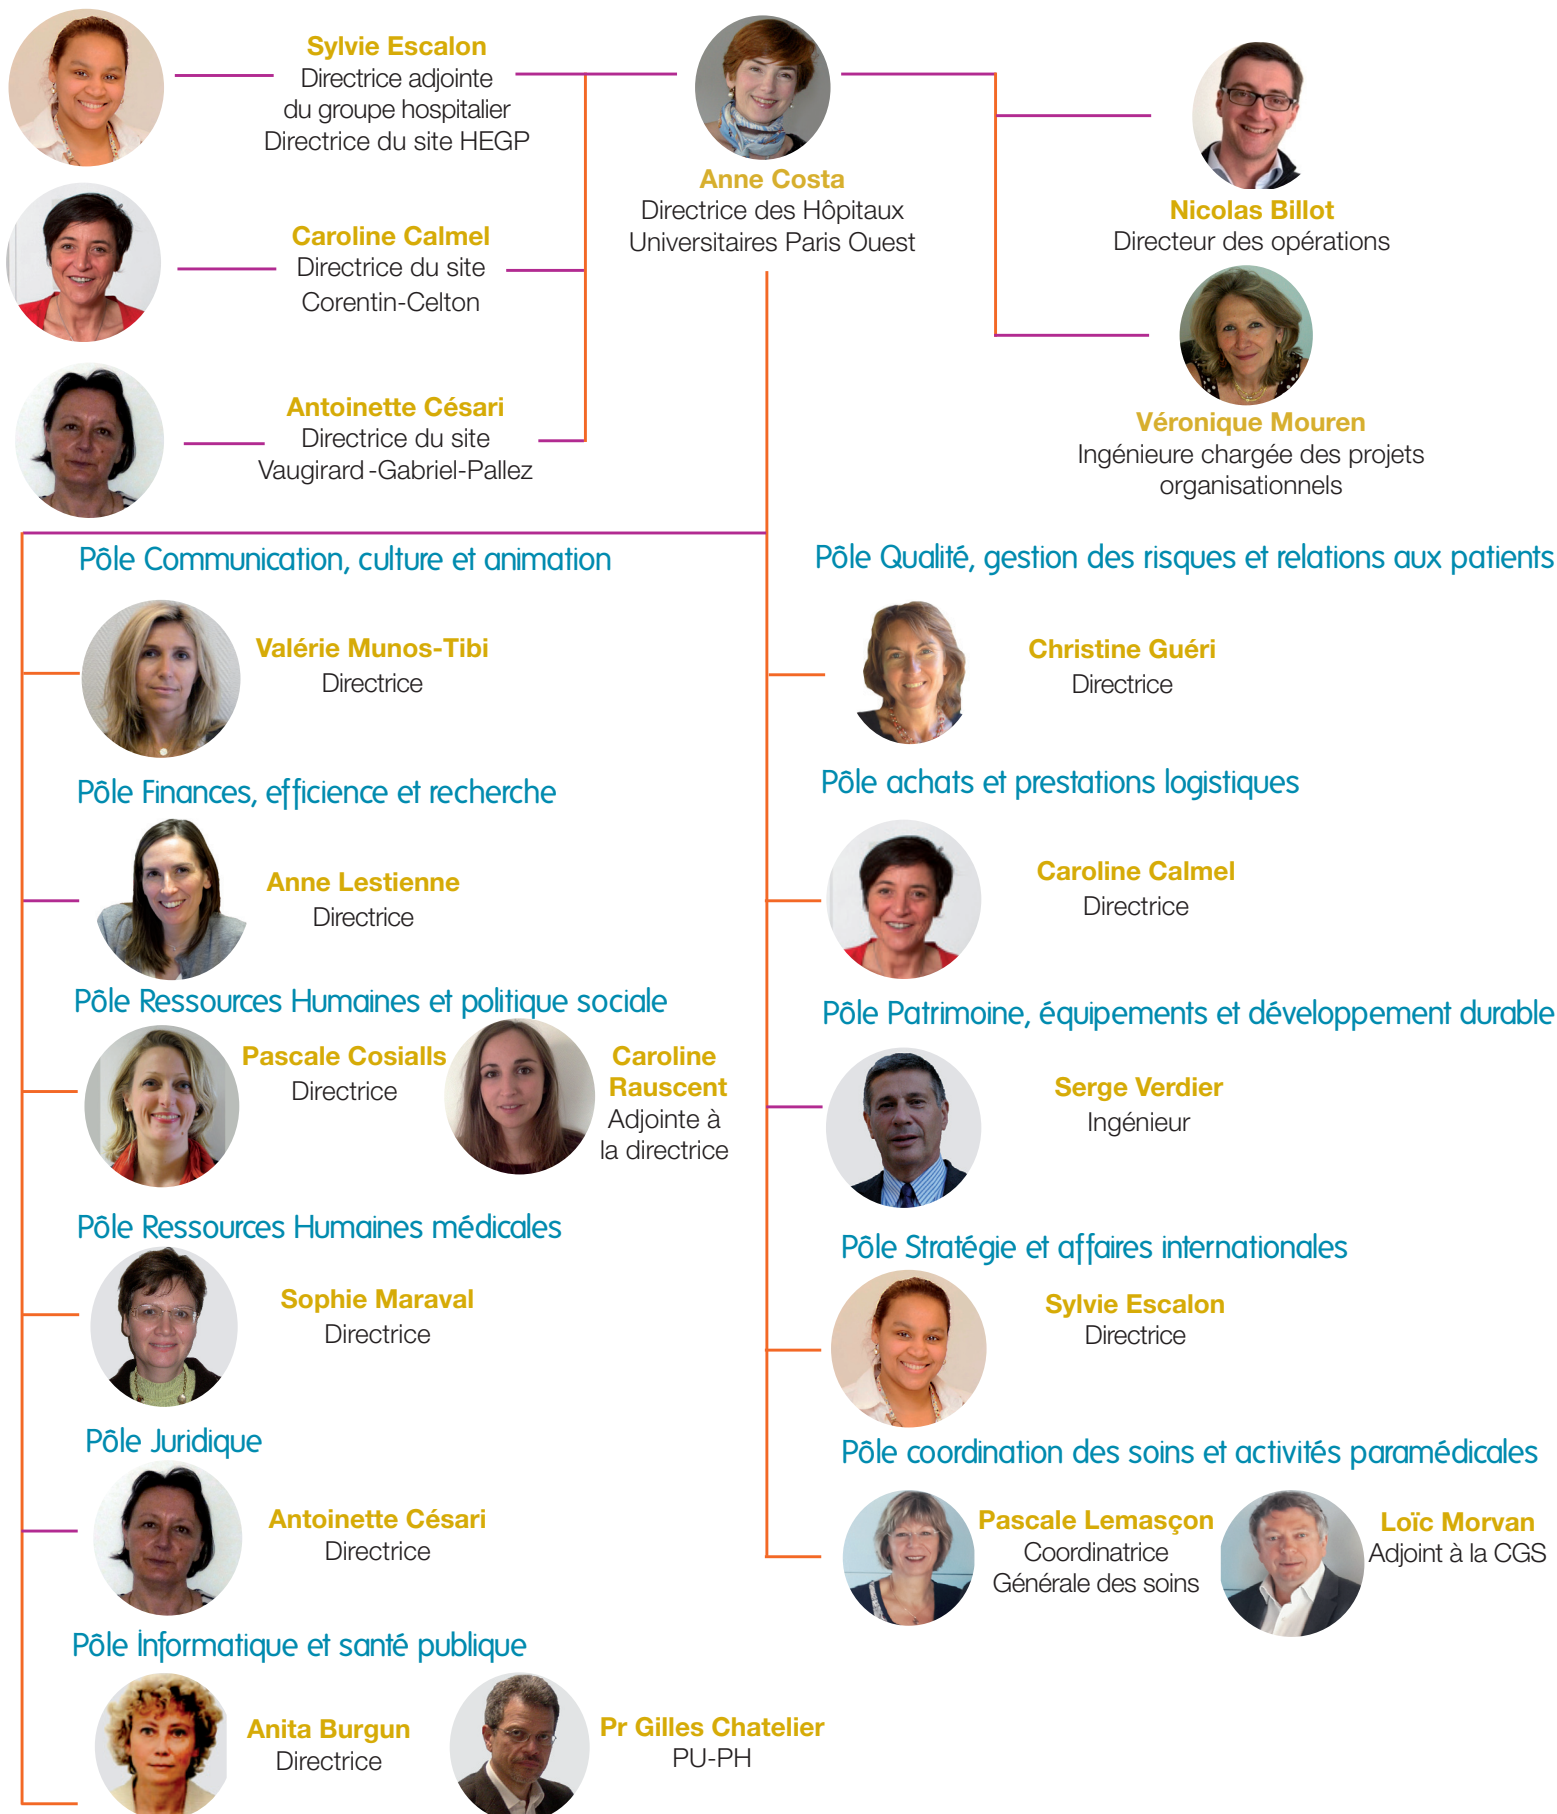 Sylvie Escalon
Directrice adjointe
du groupe hospitalier
Directrice du site HEGP
Caroline Calmel
Directrice du site
Corentin-Celton
Antoinette Césari
Directrice du site
Vaugirard-Gabriel-Pallez
Anne Costa
Directrice des Hôpitaux
Universitaires Paris Ouest
Nicolas Billot
Directeur des opérations
Véronique Mouren
Ingénieure chargée des projets
organisationnels
Pôle Communication, culture et animation
Valérie Munos-Tibi
Directrice
Pôle Finances, efficience et recherche
Anne Lestienne
Directrice
Pôle Ressources Humaines et politique sociale
Pascale Cosialls
Directrice
Caroline
Rauscent
Adjointe à
la directrice
Pôle Ressources Humaines médicales
Sophie Maraval
Directrice
Pôle Juridique
Antoinette Césari
Directrice
Pôle Informatique et santé publique
Anita Burgun
Directrice
Pr Gilles Chatelier
PU-PH
Pôle Qualité, gestion des risques et relations aux patients
Christine Guéri
Directrice
Pôle achats et prestations logistiques
Caroline Calmel
Directrice
Pôle Patrimoine, équipements et développement durable
Serge Verdier
Ingénieur
Pôle Stratégie et affaires internationales
Sylvie Escalon
Directrice
Pôle coordination des soins et activités paramédicales
Pascale Lemasçon
Coordinatrice
Générale des soins
Loïc Morvan
Adjoint à la CGS